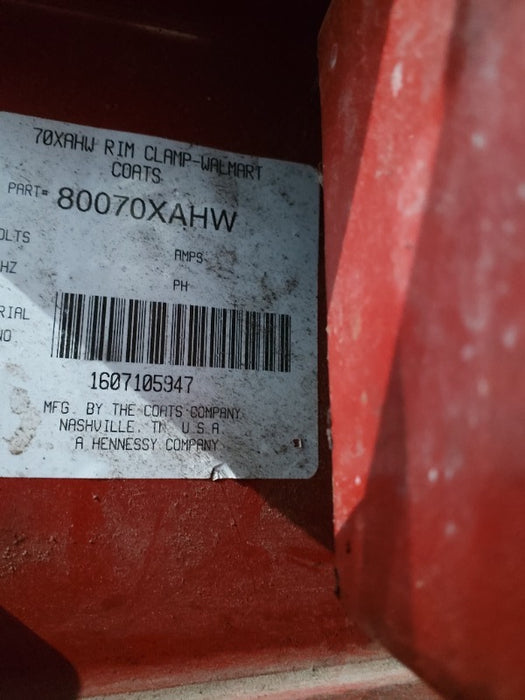 70XAHW RIM CLAMP-WALMART
COATS
PART# 80070XAHW
OLTS AMPS
HZ PH
RIAL
NO
1607105947
MFG. BY THE COATS COMPANY
NASHVILLE, TN U.S.A.
A HENNESSY COMPANY